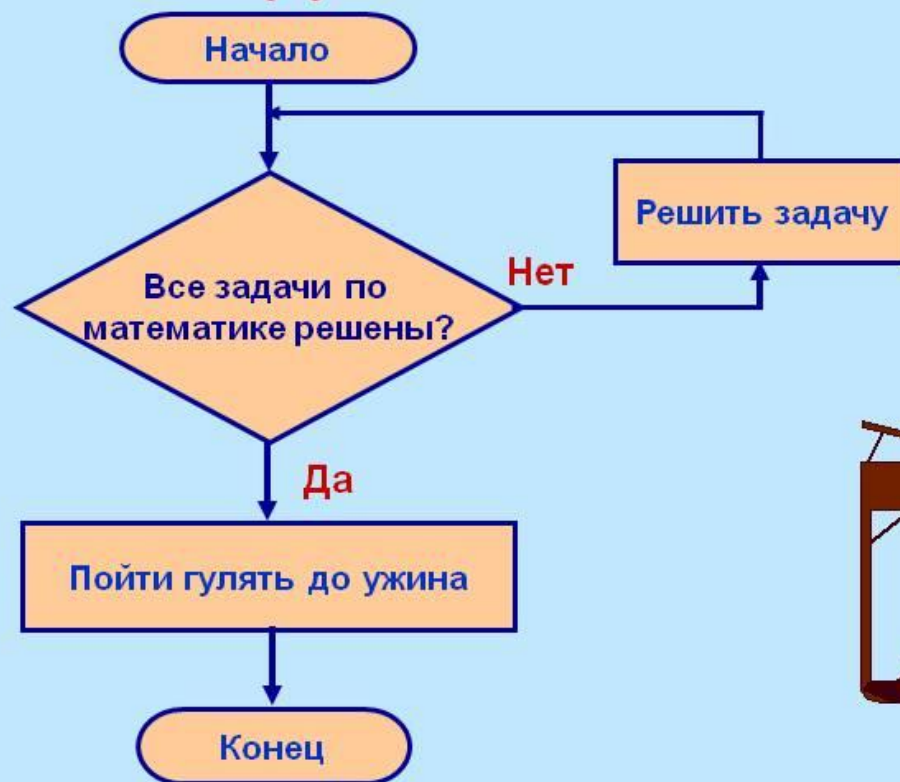 Начало
Решить задачу
Нет
Все задачи по
математике решены?
Да
Пойти гулять до ужина
Конец